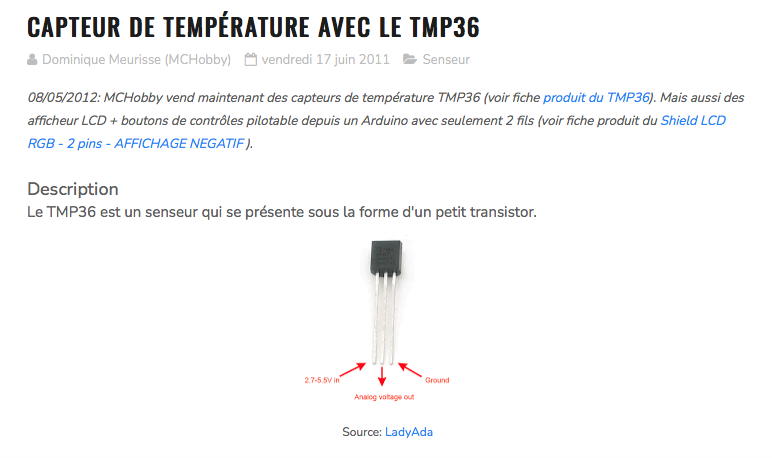 CAPTEUR DE TEMPÉRATURE AVEC LE TMP36
Dominique Meurisse (MCHobby) vendredi 17 juin 2011 Senseur
08/05/2012: MCHobby vend maintenant des capteurs de température TMP36 (voir fiche produit du TMP36). Mais aussi des
afficheur LCD + boutons de contrôles pilotable depuis un Arduino avec seulement 2 fils (voir fiche produit du Shield LCD
RGB - 2 pins - AFFICHAGE NEGATIF ).
Description
Le TMP36 est un senseur qui se présente sous la forme d'un petit transistor.
2.7-5.5V in
Ground
Analog voltage out
Source: LadyAda